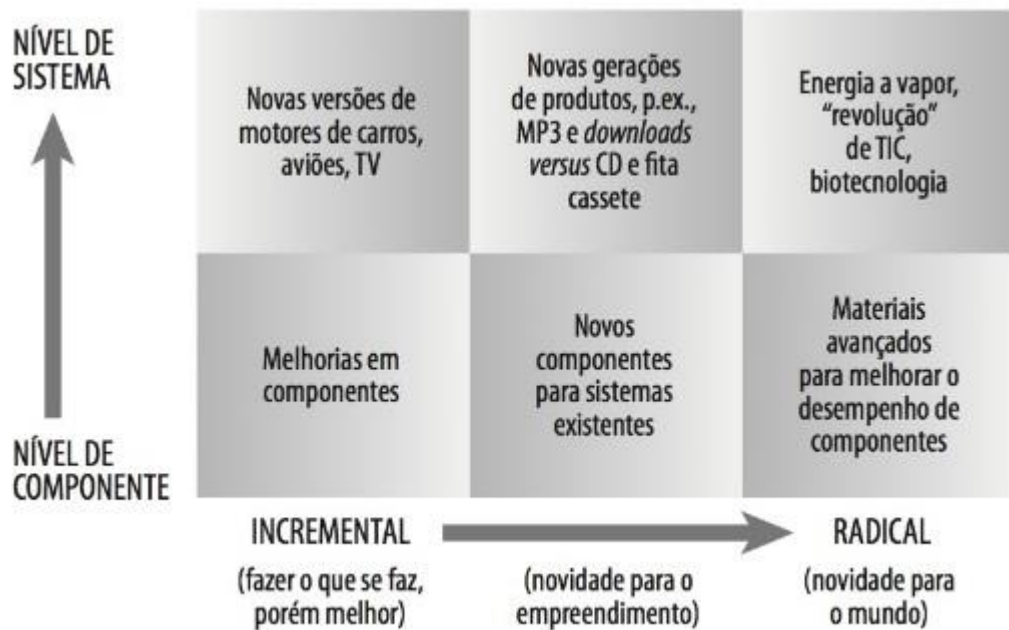 NÍVEL DE
SISTEMA
Novas versões de
motores de carros,
aviões, TV
Novas gerações
de produtos, p.ex.,
MP3 e downloads
versus CD e fita
cassete
Energia a vapor,
“revolução”
de TIC,
biotecnologia
Melhorias em
componentes
Novos
componentes
para sistemas
existentes
Materiais
avançados
para melhorar o
desempenho de
componentes
NÍVEL DE
COMPONENTE
INCREMENTAL
(fazer o que se faz,
porém melhor)
(novidade para o
empreendimento)
RADICAL
(novidade para
o mundo)